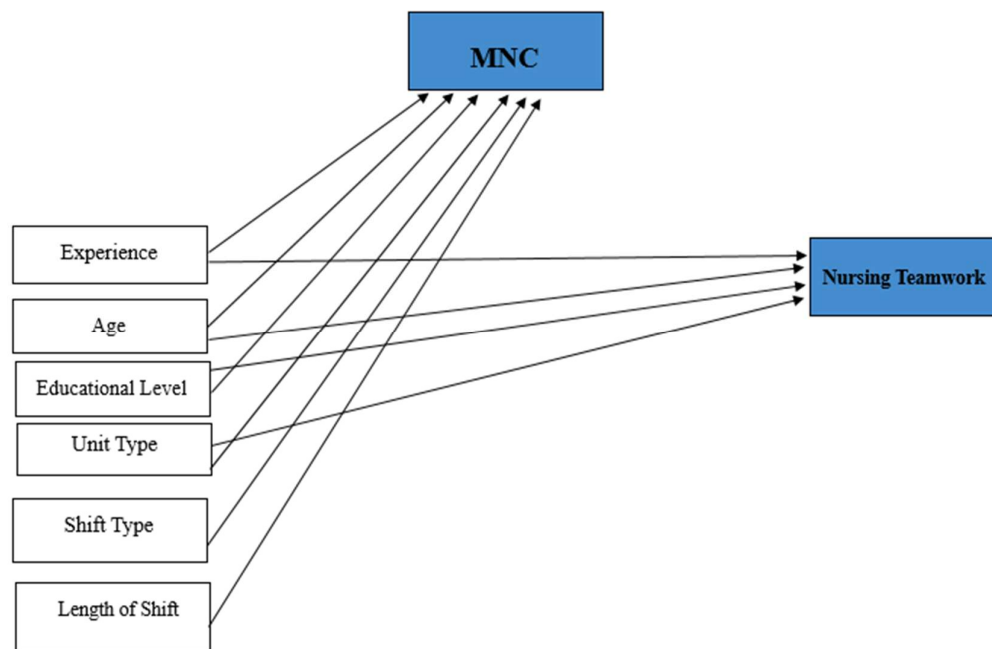 MNC
Experience
Nursing Teamwork
Age
Educational Level
Unit Type
Shift Type
Length of Shift